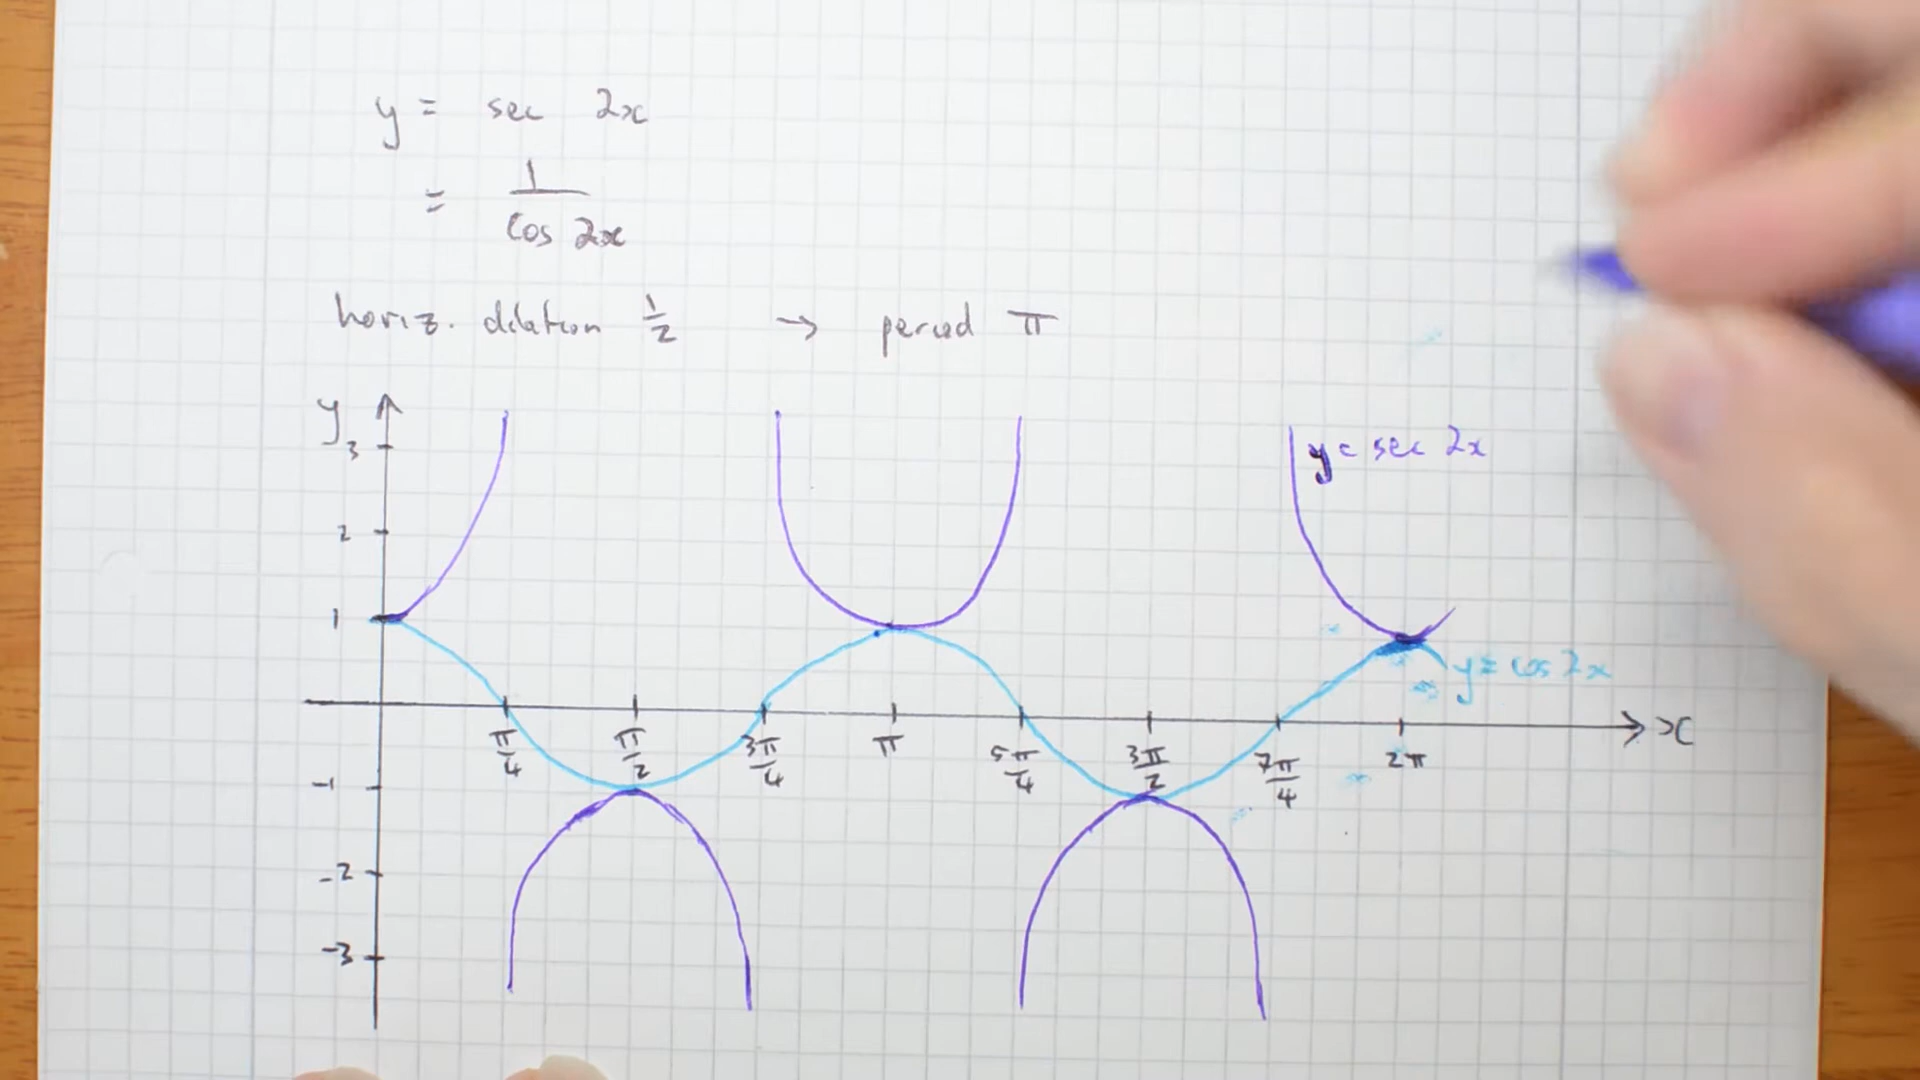 y = sec 2x
= 1/cos 2x
horiz. dilation 1/2 → period π
y
3
y = sec 2x
2
1
y = cos 2x
x
π/4 π/2 3π/4 π 5π/4 3π/2 7π/4 2π
-1
-2
-3